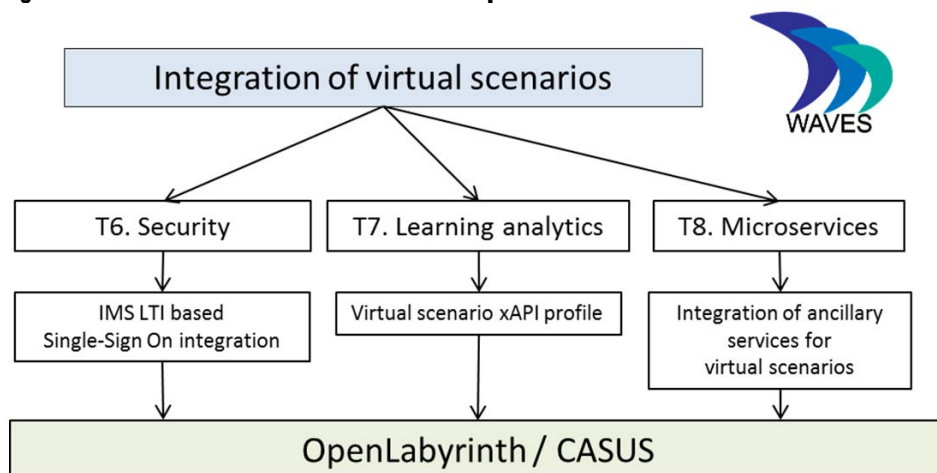 Integration of virtual scenarios
WAVES
T6. Security
T7. Learning analytics
T8. Microservices
IMS LTI based
Single-Sign On integration
Virtual scenario xAPI profile
Integration of ancillary
services for
virtual scenarios
OpenLabyrinth / CASUS